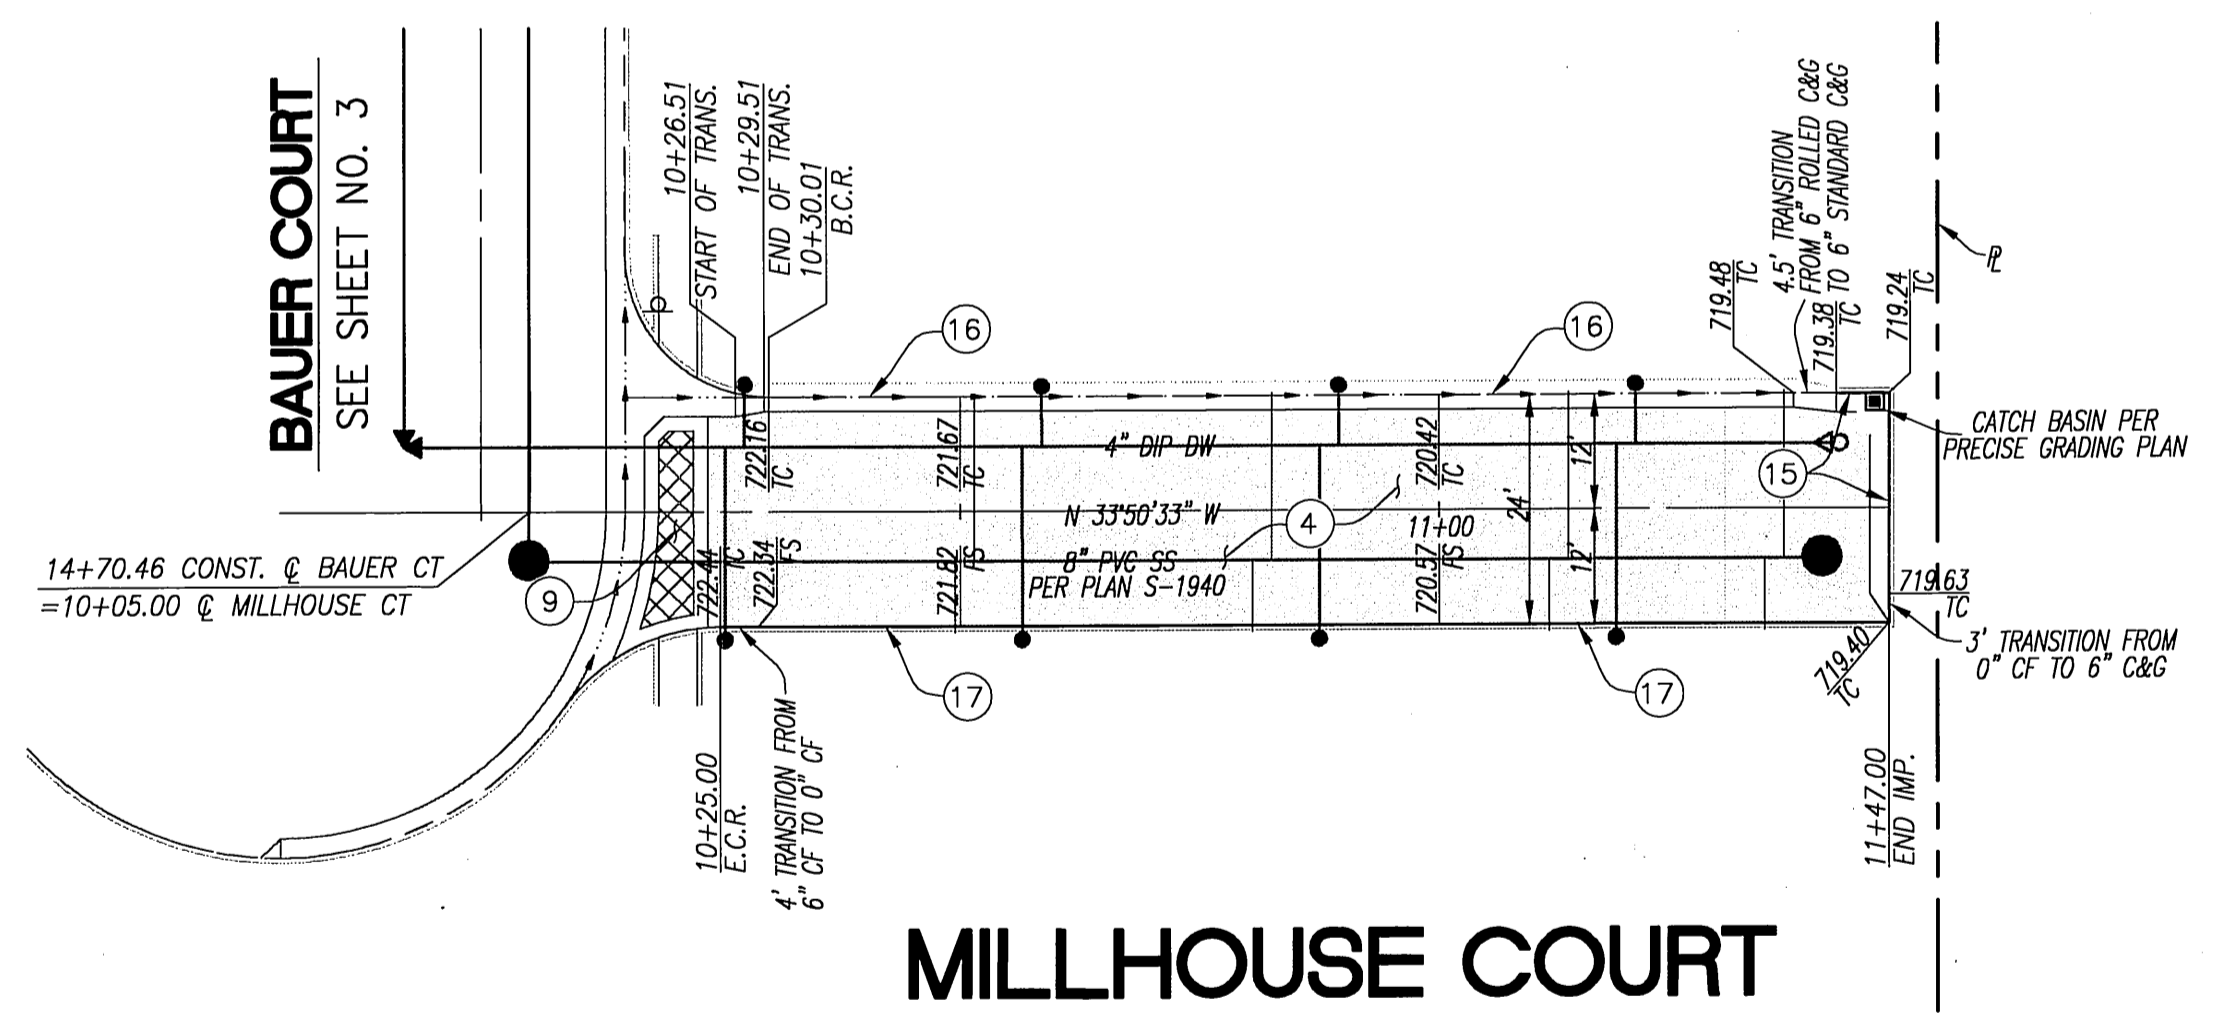 BAUER COURT
SEE SHEET NO. 3
10+26.51
START OF TRANS.
10+29.51
END OF TRANS.
10+30.01
B.C.R.
16
16
719.48
TC
4.5' TRANSITION
FROM 6" ROLLED C&G
TO 6" STANDARD C&G
719.38
TC
719.24
TC
℄
CATCH BASIN PER
PRECISE GRADING PLAN
15
722.16
TC
721.67
TC
4" DIP DW
720.42
TC
24'
12'
12'
N 33°50'33" W
4
11+00
8" PVC SS
PER PLAN S-1940
722.44
TC
722.34
FS
721.82
FS
720.57
FS
14+70.46 CONST. ℄ BAUER CT
=10+05.00 ℄ MILLHOUSE CT
9
719.63
TC
3' TRANSITION FROM
0" CF TO 6" C&G
719.40
TC
17
17
10+25.00
E.C.R.
4' TRANSITION FROM
6" CF TO 0" CF
11+47.00
END IMP.
MILLHOUSE COURT